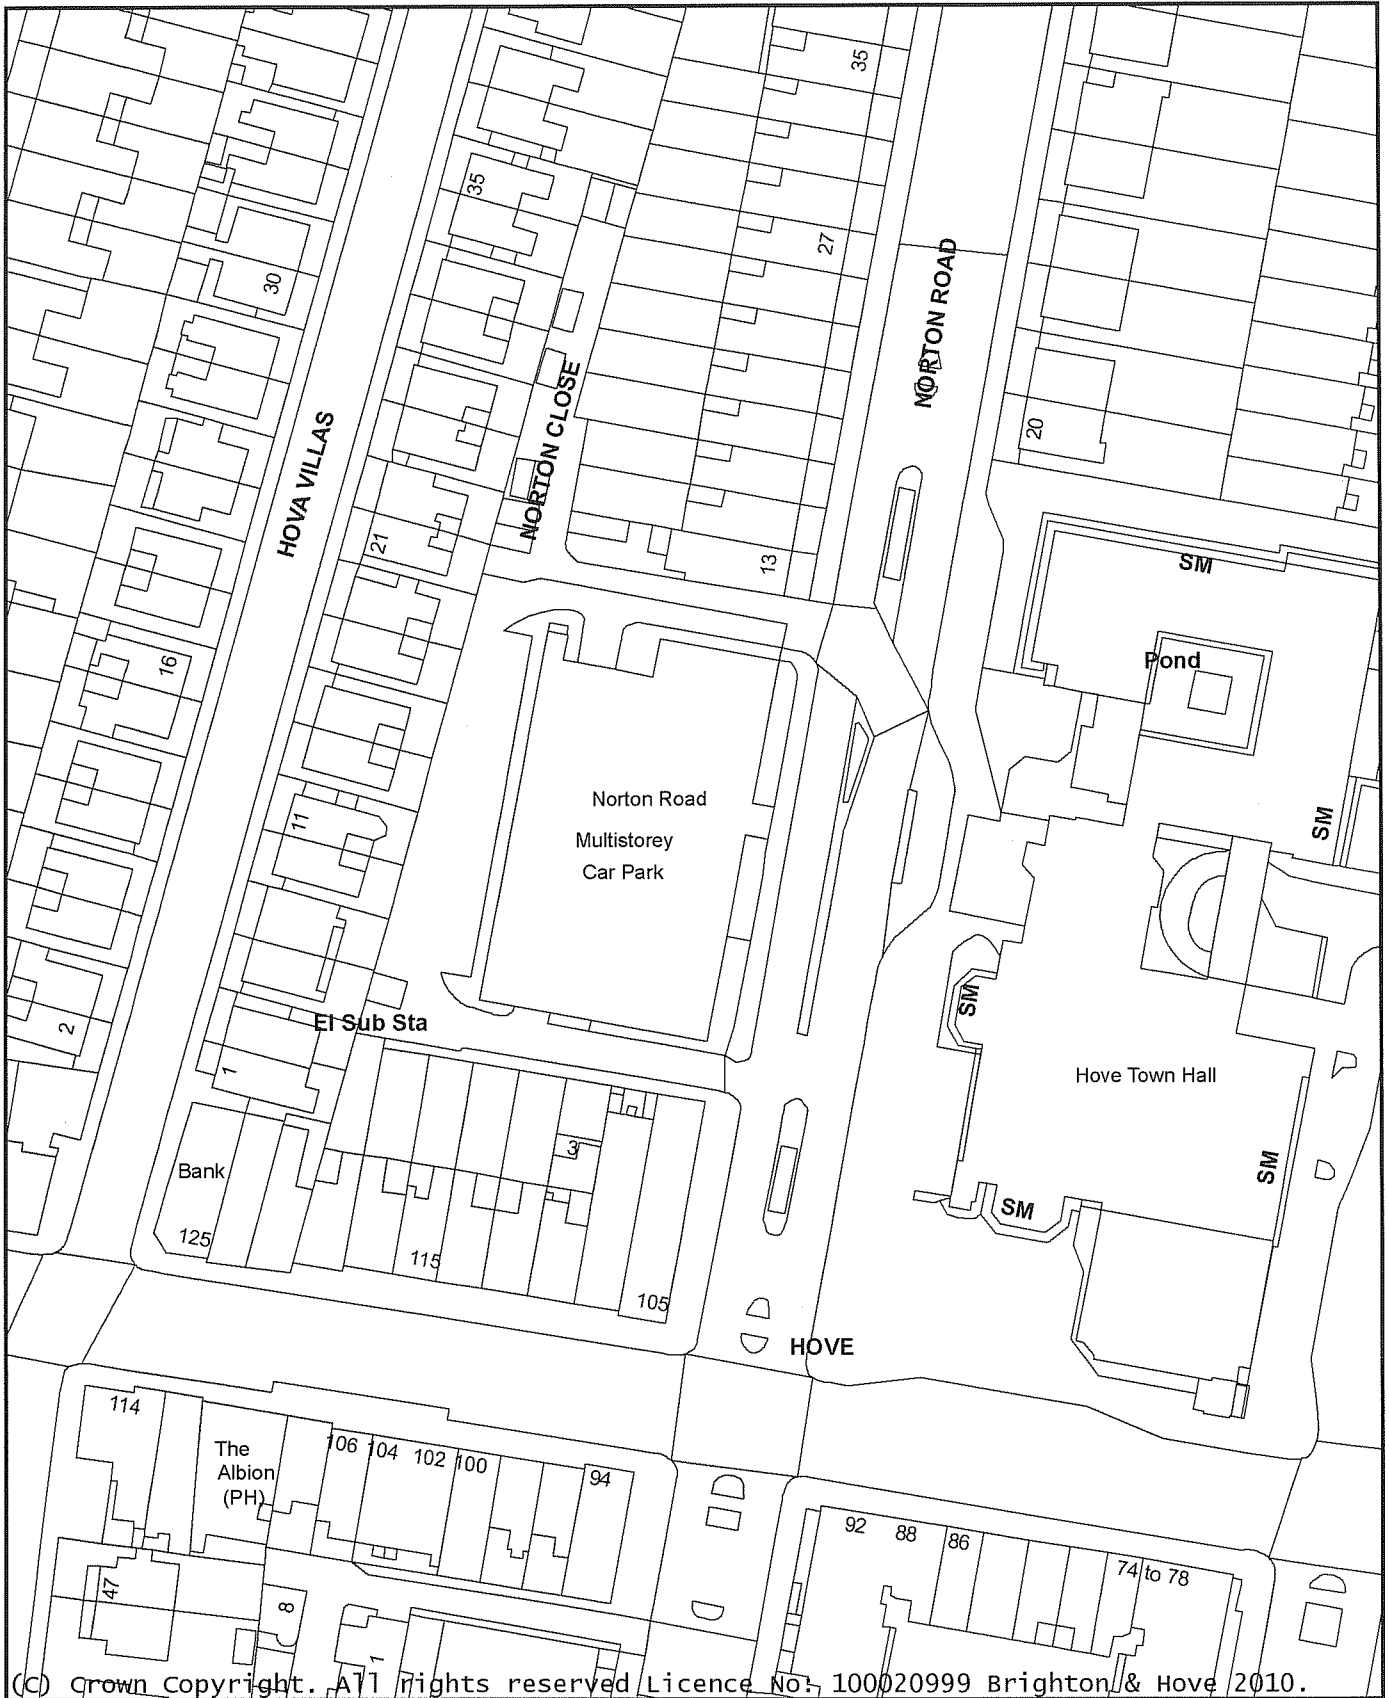 35
35
27
30
NORTON ROAD
NORTON CLOSE
HOVA VILLAS
20
21
13
SM
Pond
16
Norton Road
Multistorey
Car Park
11
SM
SM
2
El Sub Sta
1
Hove Town Hall
3
Bank
SM
SM
125
115
105
HOVE
114
The
Albion
(PH)
106 104 102 100
94
92 88 86
74 to 78
47
8
1
(c) Crown Copyright. All rights reserved Licence No: 100020999 Brighton & Hove 2010.